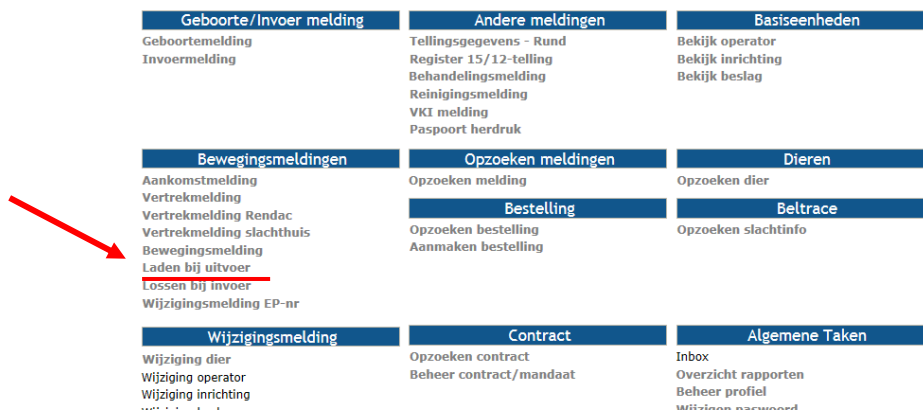 Geboorte/Invoer melding
Geboortemelding
Invoermelding
Andere meldingen
Tellingsgegevens - Rund
Register 15/12-telling
Behandelingsmelding
Reinigingsmelding
VKI melding
Paspoort herdruk
Basiseenheden
Bekijk operator
Bekijk inrichting
Bekijk beslag
Bewegingsmeldingen
Aankomstmelding
Vertrekmelding
Vertrekmelding Rendac
Vertrekmelding slachthuis
Bewegingsmelding
Laden bij uitvoer
Lossen bij invoer
Wijzigingsmelding EP-nr
Opzoeken meldingen
Opzoeken melding
Dieren
Opzoeken dier
Bestelling
Opzoeken bestelling
Aanmaken bestelling
Beltrace
Opzoeken slachtinfo
Wijzigingsmelding
Wijziging dier
Wijziging operator
Wijziging inrichting
Contract
Opzoeken contract
Beheer contract/mandaat
Algemene Taken
Inbox
Overzicht rapporten
Beheer profiel
Wijzigen paswoord